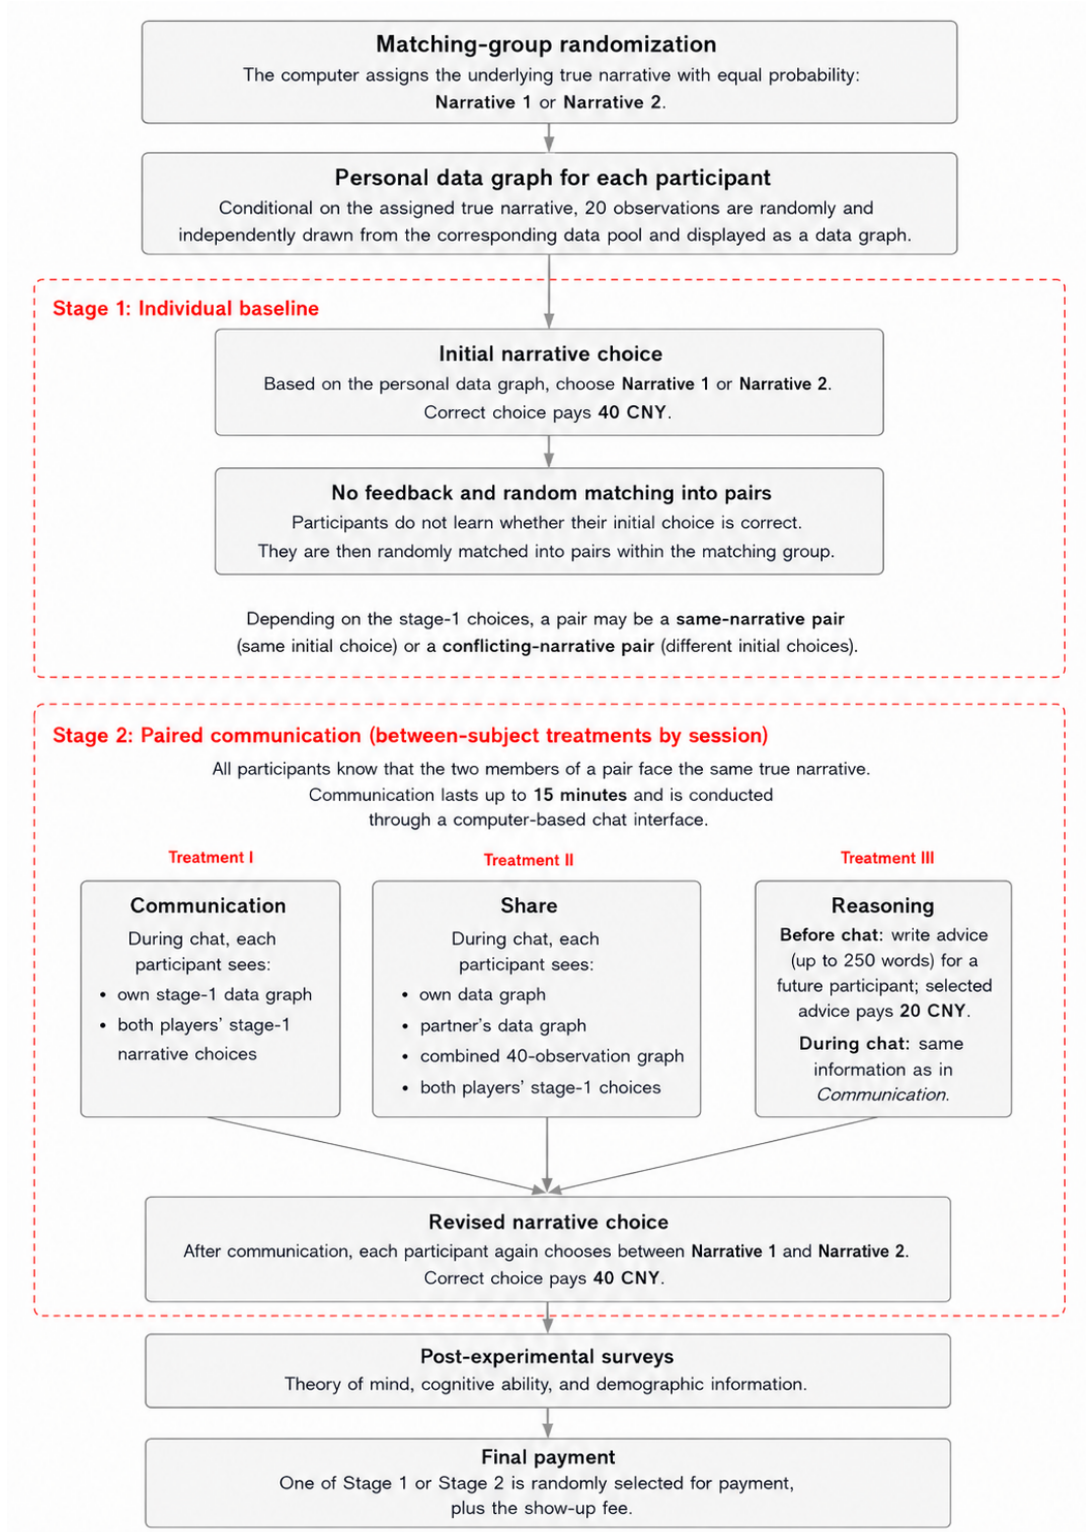 Matching-group randomization
The computer assigns the underlying true narrative with equal probability:
Narrative 1 or Narrative 2.
Personal data graph for each participant
Conditional on the assigned true narrative, 20 observations are randomly and
independently drawn from the corresponding data pool and displayed as a data graph.
Stage 1: Individual baseline
Initial narrative choice
Based on the personal data graph, choose Narrative 1 or Narrative 2.
Correct choice pays 40 CNY.
No feedback and random matching into pairs
Participants do not learn whether their initial choice is correct.
They are then randomly matched into pairs within the matching group.
Depending on the stage-1 choices, a pair may be a same-narrative pair
(same initial choice) or a conflicting-narrative pair (different initial choices).
Stage 2: Paired communication (between-subject treatments by session)
All participants know that the two members of a pair face the same true narrative.
Communication lasts up to 15 minutes and is conducted
through a computer-based chat interface.
Treatment I
Communication
During chat, each
participant sees:
• own stage-1 data graph
• both players' stage-1
narrative choices
Treatment II
Share
During chat, each
participant sees:
• own data graph
• partner's data graph
• combined 40-observation graph
• both players' stage-1 choices
Treatment III
Reasoning
Before chat: write advice
(up to 250 words) for a
future participant; selected
advice pays 20 CNY.
During chat: same
information as in
Communication.
Revised narrative choice
After communication, each participant again chooses between Narrative 1 and Narrative 2.
Correct choice pays 40 CNY.
Post-experimental surveys
Theory of mind, cognitive ability, and demographic information.
Final payment
One of Stage 1 or Stage 2 is randomly selected for payment,
plus the show-up fee.